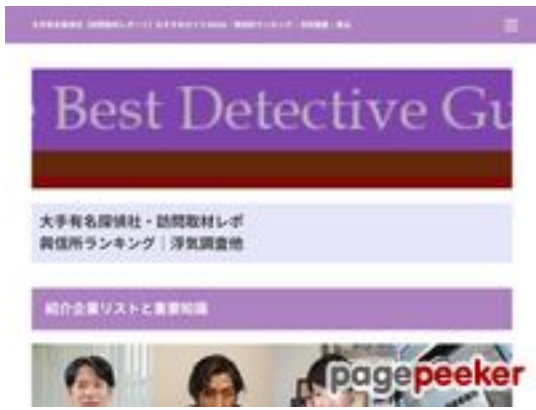 e Best Detective Gu
大手有名探偵社・訪問取材レポ
興信所ランキング｜浮気調査他
紹介企業リストと重要知識
pagepeeker